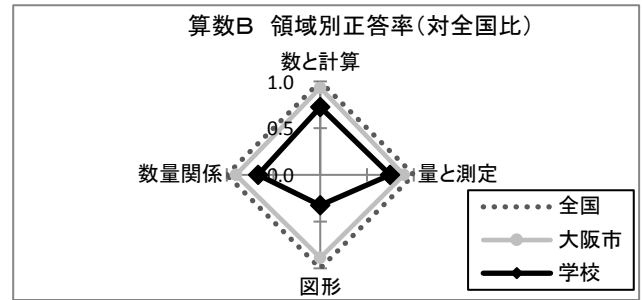 算数B 領域別正答率(対全国比)
数と計算
1.0
0.5
数量関係
0.0
量と測定
図形
全国
大阪市
学校